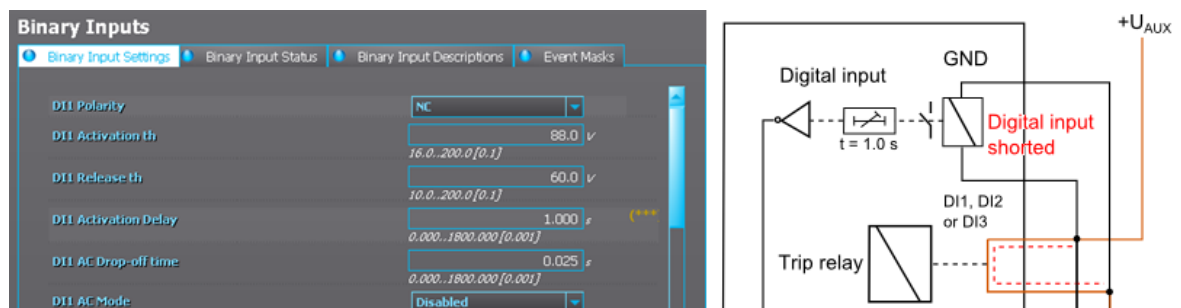 Binary Inputs
Binary Input Settings Binary Input Status Binary Input Descriptions Event Masks
DI1 Polarity NC
DI1 Activation th 88.0 V
16.0..200.0 [0.1]
DI1 Release th 60.0 V
10.0..200.0 [0.1]
DI1 Activation Delay 1.000 s (***
0.000..1800.000 [0.001]
DI1 AC Drop-off time 0.025 s
0.000..1800.000 [0.001]
DI1 AC Mode Disabled
+UAUX
GND
Digital input
Digital input
shorted
t = 1.0 s
DI1, DI2
or DI3
Trip relay